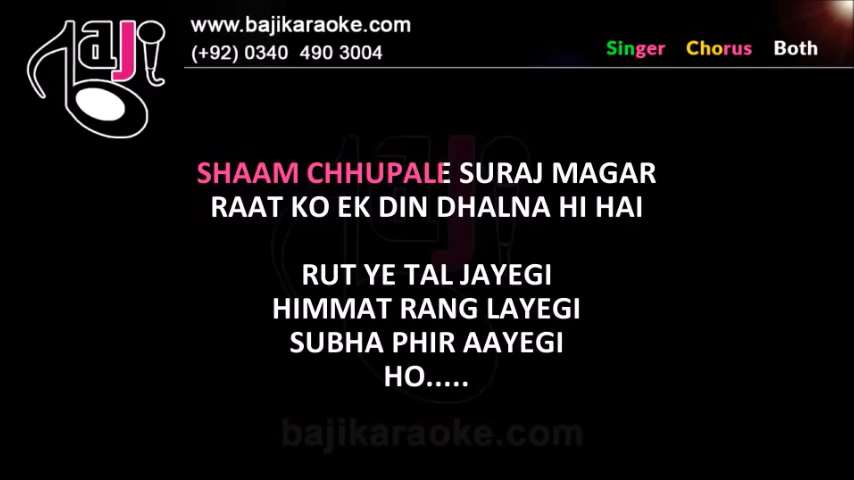 www.bajikaraoke.com
(+92) 0340 490 3004
Singer Chorus Both
baji
SHAAM CHHUPALE SURAJ MAGAR
RAAT KO EK DIN DHALNA HI HAI
RUT YE TAL JAYEGI
HIMMAT RANG LAYEGI
SUBHA PHIR AAYEGI
HO.....
bajikaraoke.com